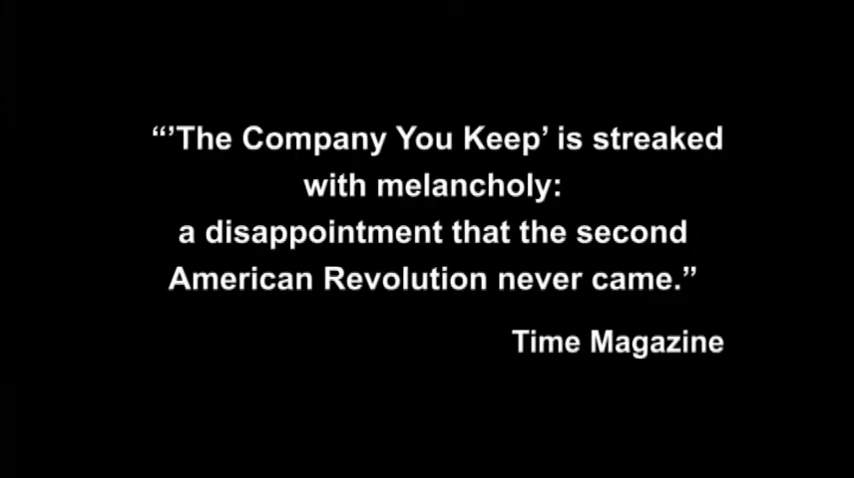 “’The Company You Keep’ is streaked
with melancholy:
a disappointment that the second
American Revolution never came.”
Time Magazine